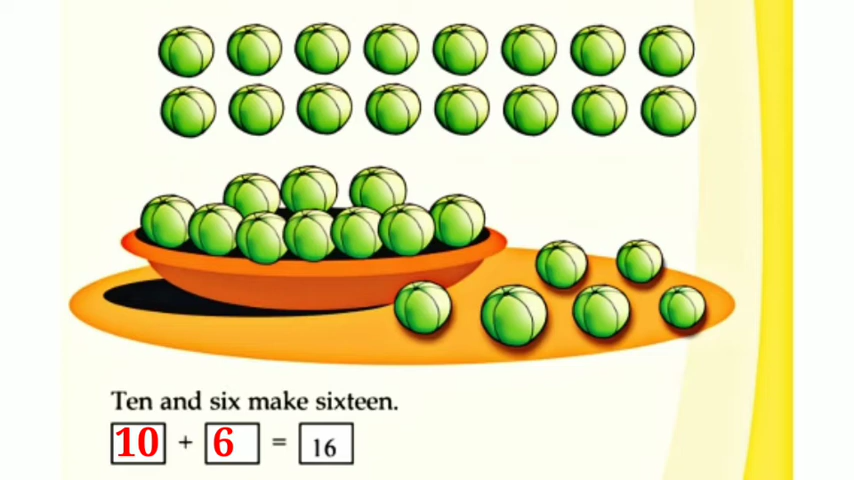 Ten and six make sixteen.
10 + 6 = 16